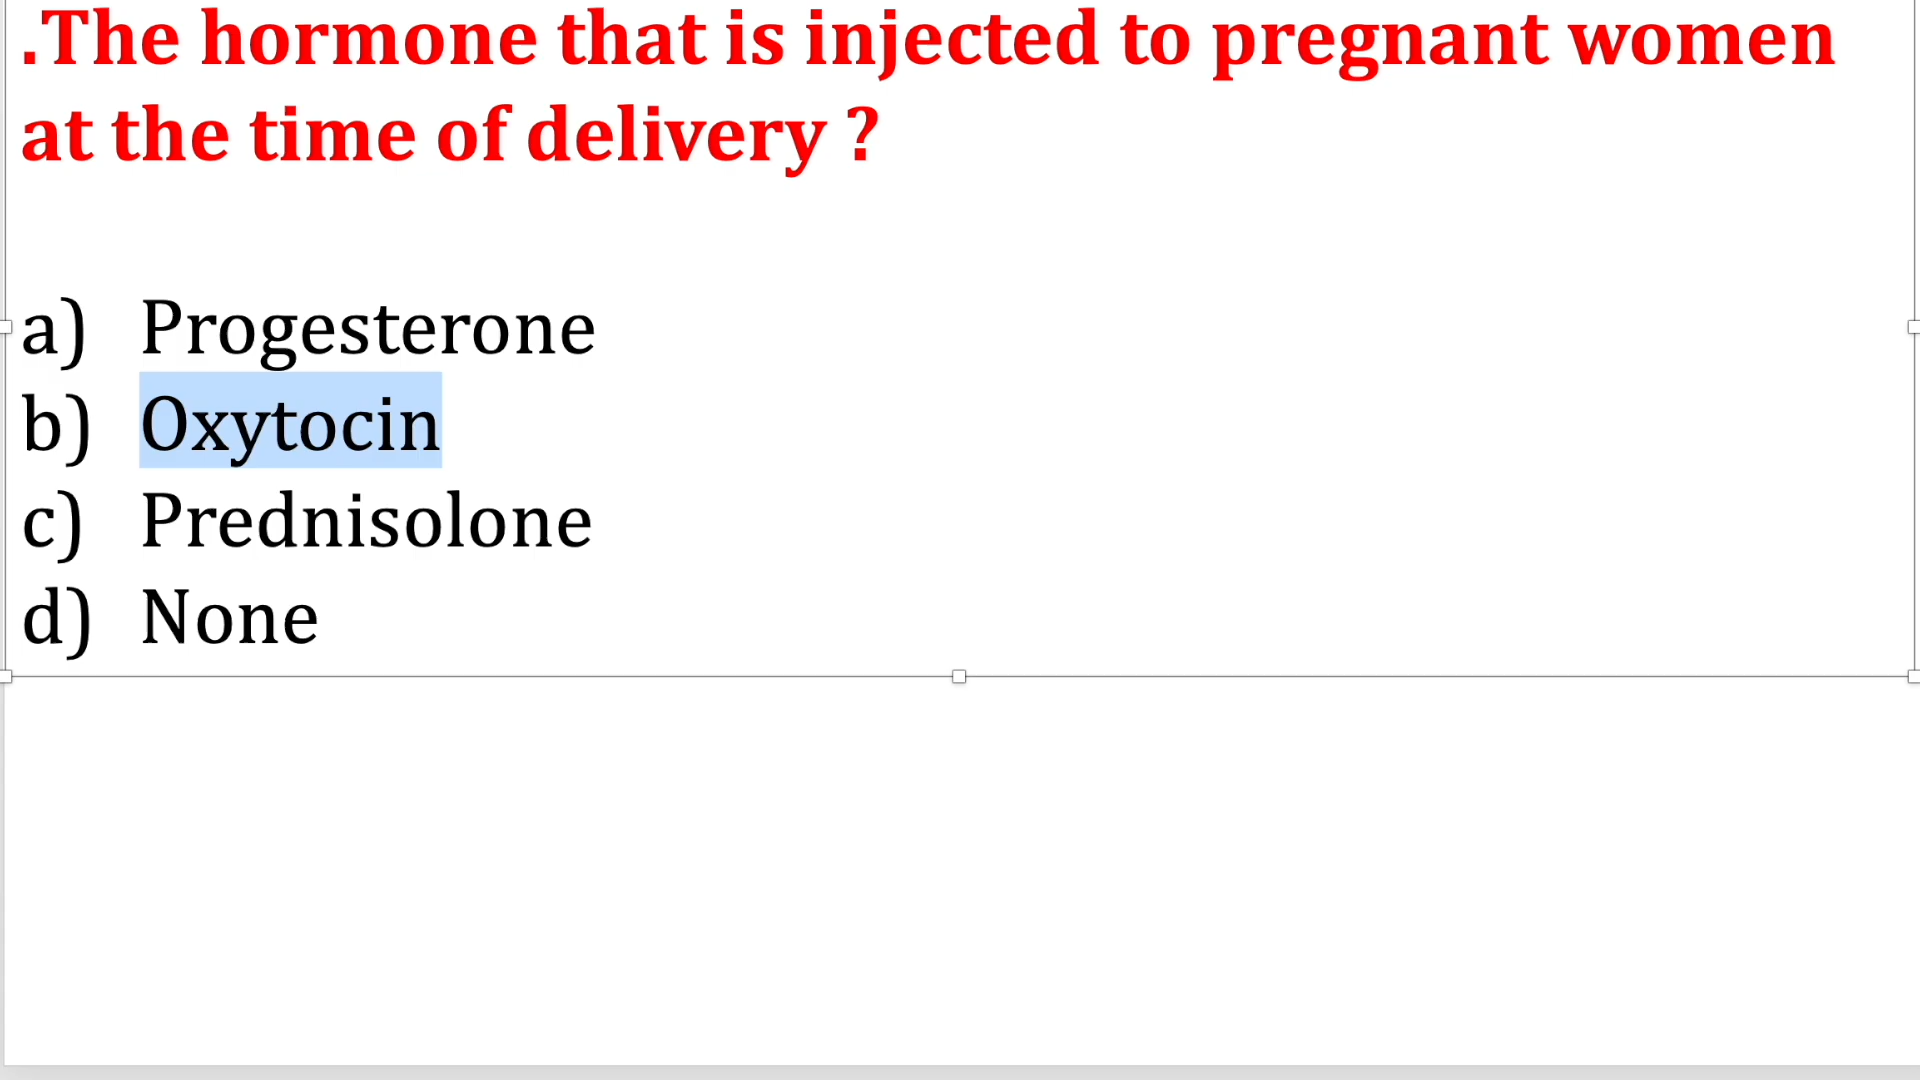 .The hormone that is injected to pregnant women
at the time of delivery ?
a) Progesterone
b) Oxytocin
c) Prednisolone
d) None